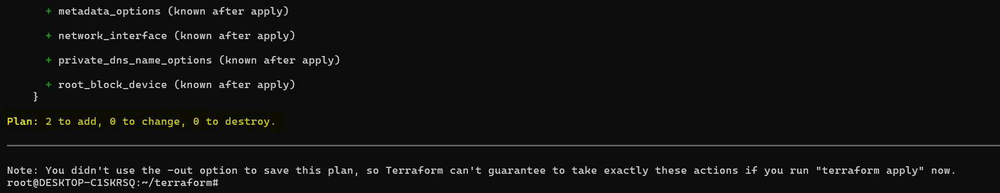 + metadata_options (known after apply)
+ network_interface (known after apply)
+ private_dns_name_options (known after apply)
+ root_block_device (known after apply)
}
Plan: 2 to add, 0 to change, 0 to destroy.
Note: You didn't use the -out option to save this plan, so Terraform can't guarantee to take exactly these actions if you run "terraform apply" now.
root@DESKTOP-C1SKRSQ:~/terraform#